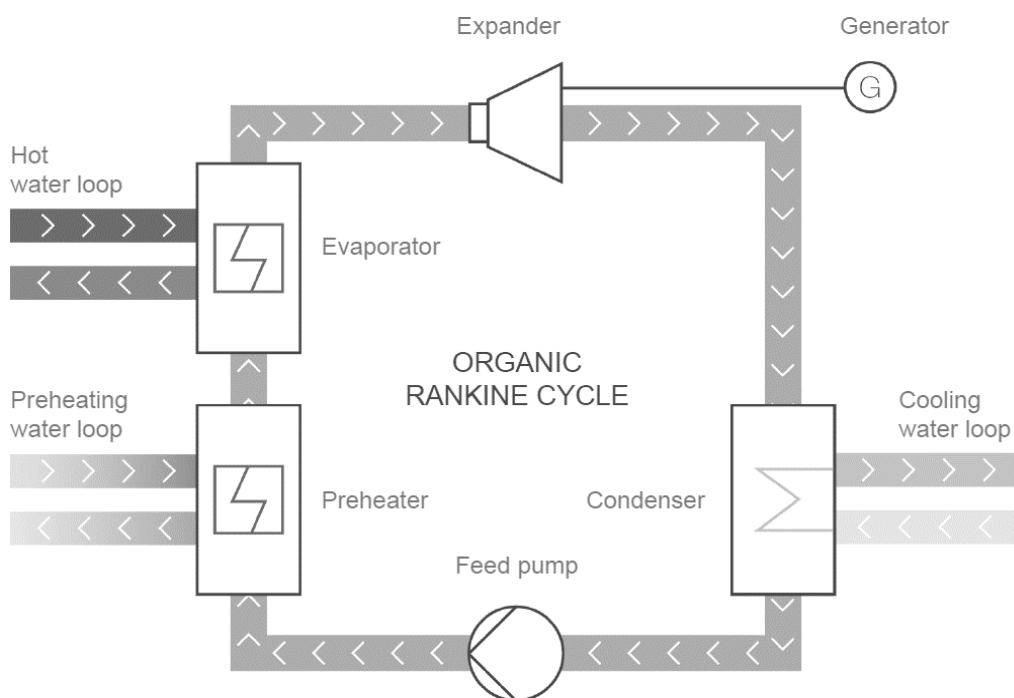 Expander
Generator
G
Hot
water loop
Evaporator
ORGANIC
RANKINE CYCLE
Preheating
water loop
Cooling
water loop
Preheater
Condenser
Feed pump